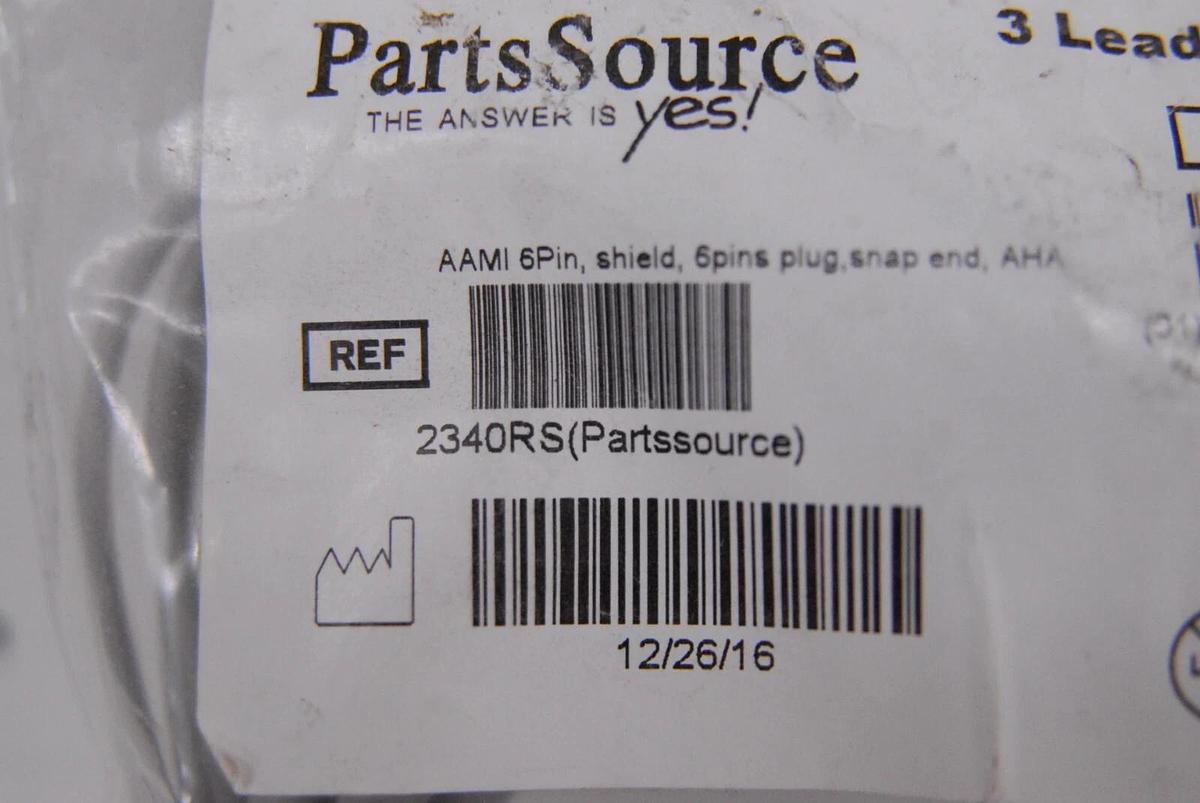 PartsSource
3 Lead
THE ANSWER IS yes!
AAMI 6Pin, shield, 6pins plug,snap end, AHA
REF
2340RS(Partssource)
12/26/16